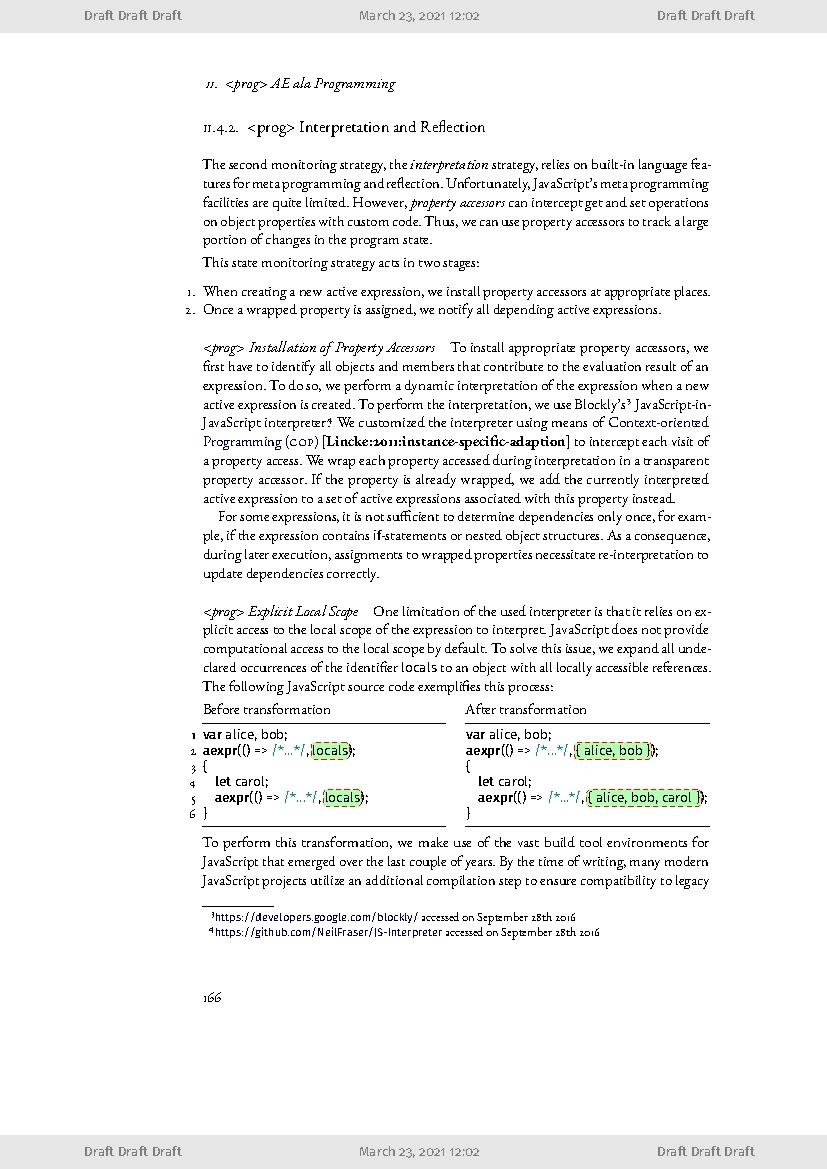 Draft Draft Draft March 23, 2021 12:02 Draft Draft Draft
11. <prog> AE ala Programming
11.4.2. <prog> Interpretation and Reflection
The second monitoring strategy, the interpretation strategy, relies on built-in language fea-
tures for meta programming and reflection. Unfortunately, JavaScript's meta programming
facilities are quite limited. However, property accessors can intercept get and set operations
on object properties with custom code. Thus, we can use property accessors to track a large
portion of changes in the program state.
This state monitoring strategy acts in two stages:
1. When creating a new active expression, we install property accessors at appropriate places.
2. Once a wrapped property is assigned, we notify all depending active expressions.
<prog> Installation of Property Accessors To install appropriate property accessors, we
first have to identify all objects and members that contribute to the evaluation result of an
expression. To do so, we perform a dynamic interpretation of the expression when a new
active expression is created. To perform the interpretation, we use Blockly's³ JavaScript-in-
JavaScript interpreter⁴ We customized the interpreter using means of Context-oriented
Programming (COP) [Lincke:2011:instance-specific-adaption] to intercept each visit of
a property access. We wrap each property accessed during interpretation in a transparent
property accessor. If the property is already wrapped, we add the currently interpreted
active expression to a set of active expressions associated with this property instead.
For some expressions, it is not sufficient to determine dependencies only once, for exam-
ple, if the expression contains if-statements or nested object structures. As a consequence,
during later execution, assignments to wrapped properties necessitate re-interpretation to
update dependencies correctly.
<prog> Explicit Local Scope One limitation of the used interpreter is that it relies on ex-
plicit access to the local scope of the expression to interpret. JavaScript does not provide
computational access to the local scope by default. To solve this issue, we expand all unde-
clared occurrences of the identifier locals to an object with all locally accessible references.
The following JavaScript source code exemplifies this process:
Before transformation After transformation
1 var alice, bob; var alice, bob;
2 aexpr(() => /*...*/, locals); aexpr(() => /*...*/, { alice, bob });
3 { {
4 let carol; let carol;
5 aexpr(() => /*...*/, locals); aexpr(() => /*...*/, { alice, bob, carol });
6 } }
To perform this transformation, we make use of the vast build tool environments for
JavaScript that emerged over the last couple of years. By the time of writing, many modern
JavaScript projects utilize an additional compilation step to ensure compatibility to legacy
³https://developers.google.com/blockly/ accessed on September 28th 2016
⁴https://github.com/NeilFraser/JS-Interpreter accessed on September 28th 2016
166
Draft Draft Draft March 23, 2021 12:02 Draft Draft Draft